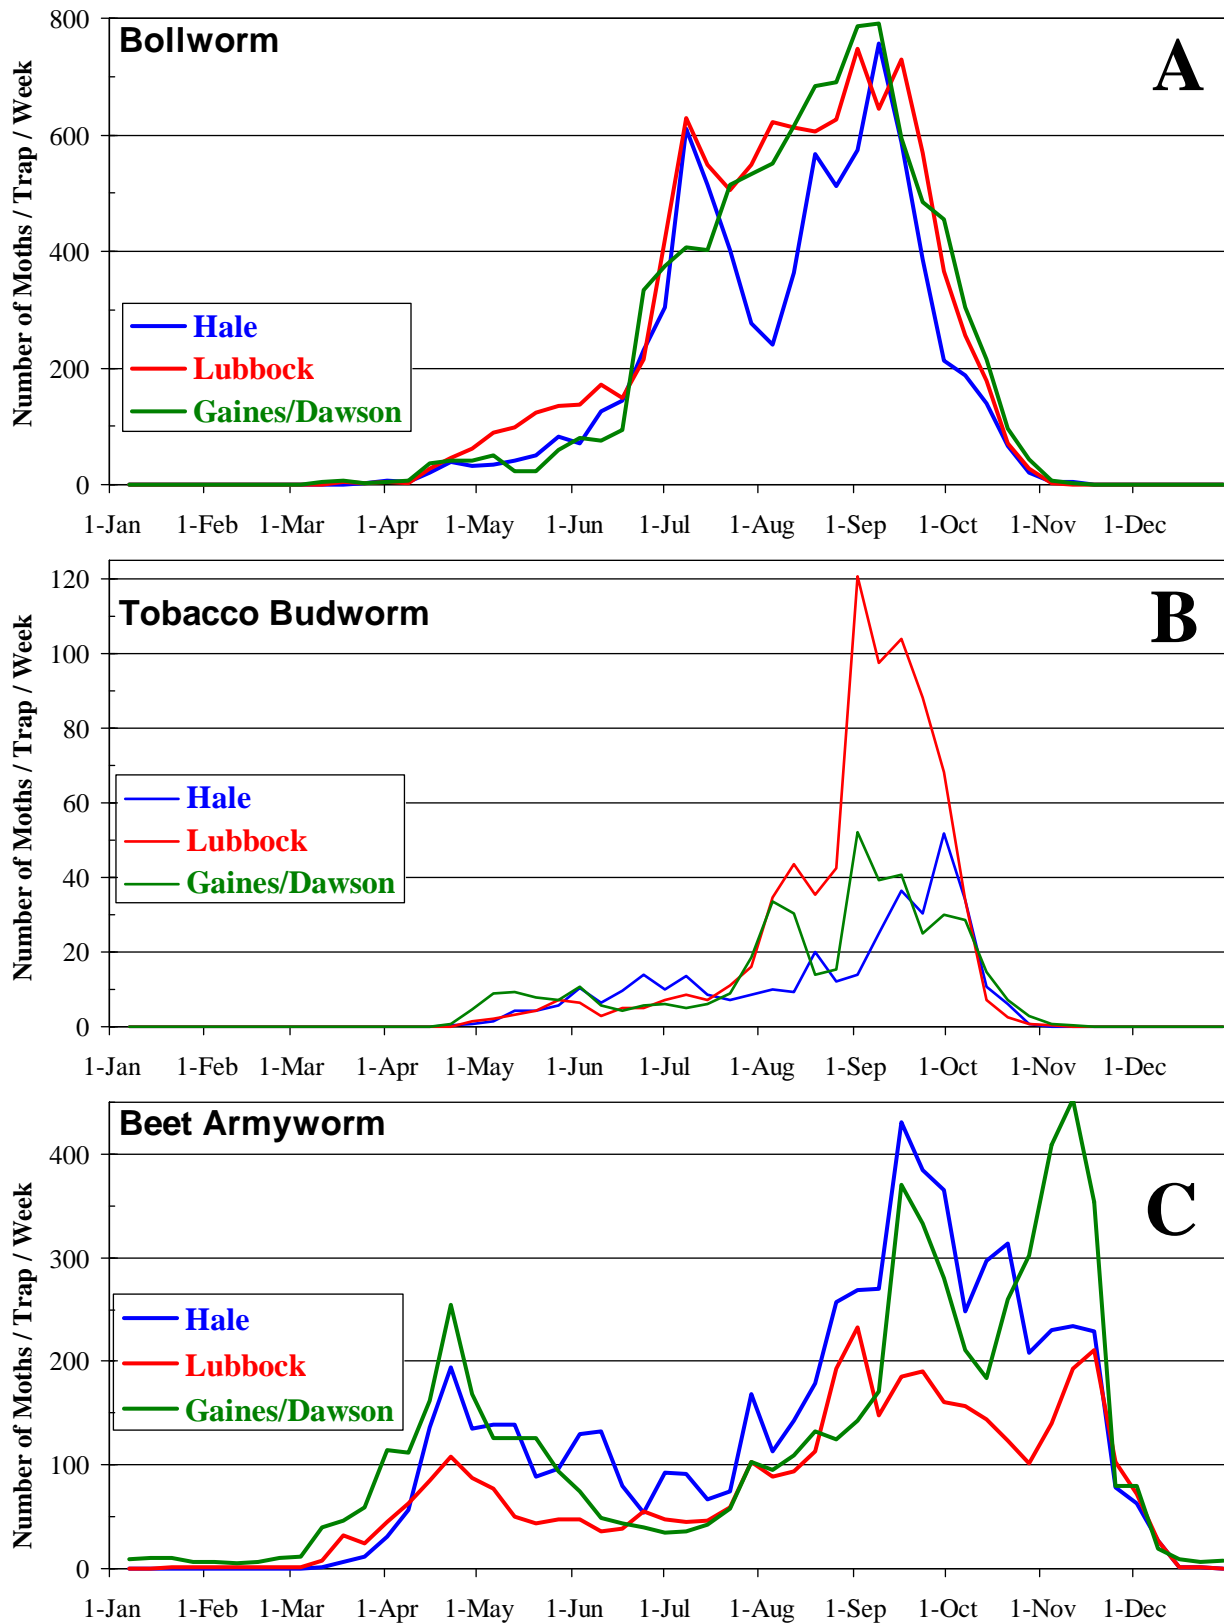 Bollworm
A
Number of Moths / Trap / Week
800
600
400
200
0
Hale
Lubbock
Gaines/Dawson
1-Jan 1-Feb 1-Mar 1-Apr 1-May 1-Jun 1-Jul 1-Aug 1-Sep 1-Oct 1-Nov 1-Dec
Tobacco Budworm
B
Number of Moths / Trap / Week
120
100
80
60
40
20
0
Hale
Lubbock
Gaines/Dawson
1-Jan 1-Feb 1-Mar 1-Apr 1-May 1-Jun 1-Jul 1-Aug 1-Sep 1-Oct 1-Nov 1-Dec
Beet Armyworm
C
Number of Moths / Trap / Week
400
300
200
100
0
Hale
Lubbock
Gaines/Dawson
1-Jan 1-Feb 1-Mar 1-Apr 1-May 1-Jun 1-Jul 1-Aug 1-Sep 1-Oct 1-Nov 1-Dec